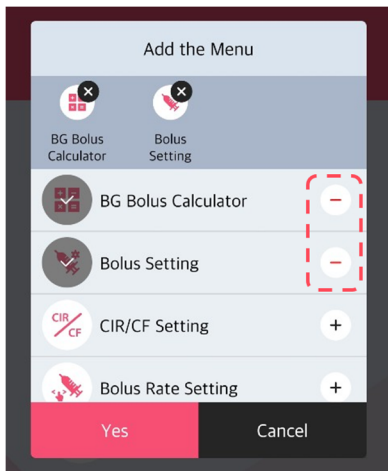 Add the Menu
BG Bolus
Calculator
Bolus
Setting
BG Bolus Calculator
Bolus Setting
CIR/CF
CIR/CF Setting
Bolus Rate Setting
Yes
Cancel